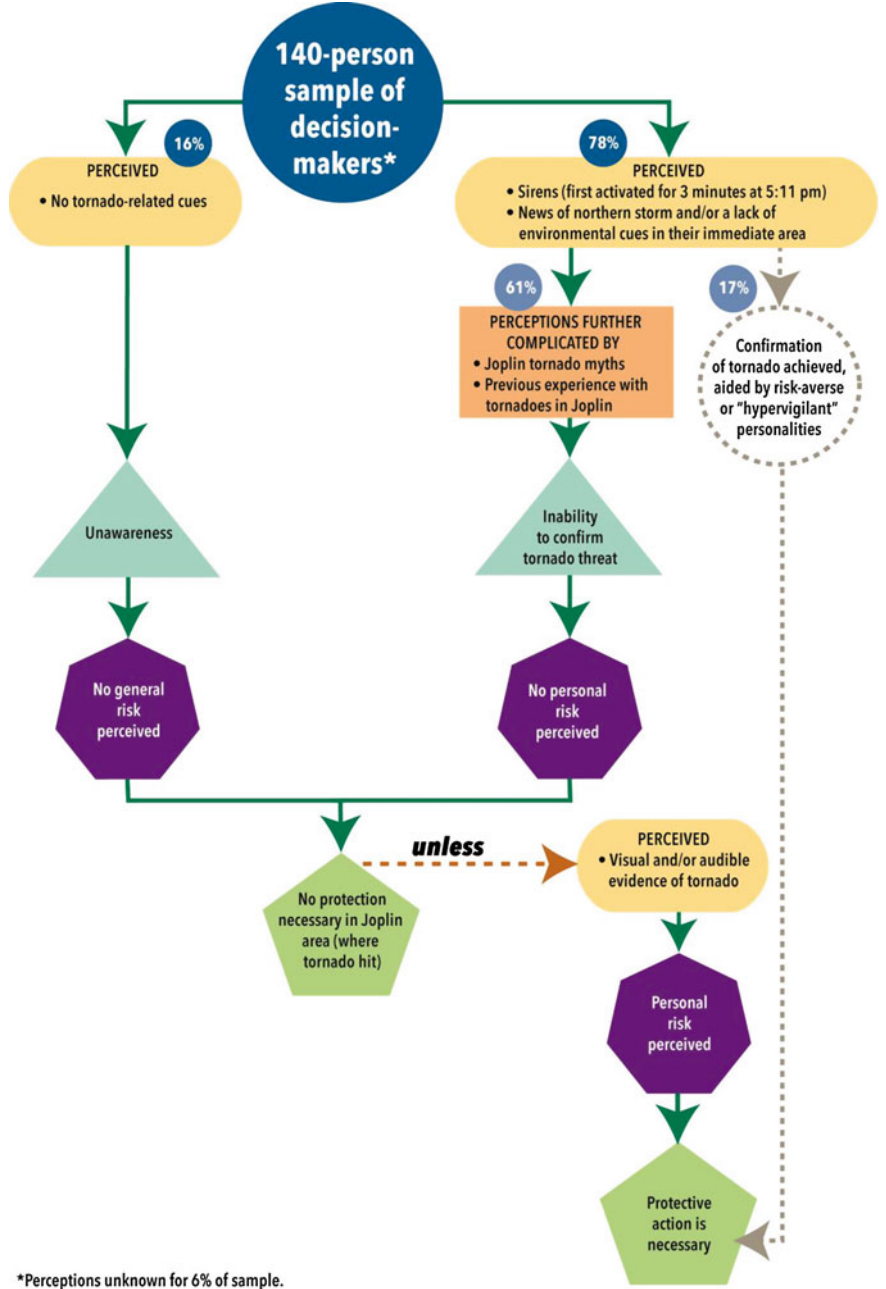 140-person
sample of
decision-
makers*
16%
PERCEIVED
• No tornado-related cues
78%
PERCEIVED
• Sirens (first activated for 3 minutes at 5:11 pm)
• News of northern storm and/or a lack of
environmental cues in their immediate area
61%
PERCEPTIONS FURTHER
COMPLICATED BY
• Joplin tornado myths
• Previous experience with
tornadoes in Joplin
17%
Confirmation
of tornado achieved,
aided by risk-averse
or “hypervigilant”
personalities
Unawareness
Inability
to confirm
tornado threat
No general
risk
perceived
No personal
risk
perceived
No protection
necessary in Joplin
area (where
tornado hit)
unless
PERCEIVED
• Visual and/or audible
evidence of tornado
Personal
risk
perceived
Protective
action is
necessary
*Perceptions unknown for 6% of sample.